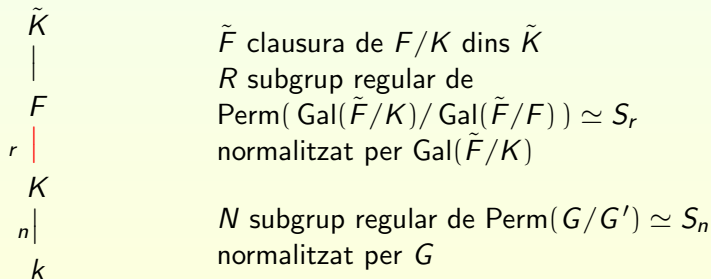 K̃
F̃ clausura de F/K dins K̃
R subgrup regular de
F
Perm( Gal(F̃/K)/ Gal(F̃/F) ) ≃ S_r
r
normalitzat per Gal(F̃/K)
K
n
N subgrup regular de Perm(G/G′) ≃ S_n
k
normalitzat per G